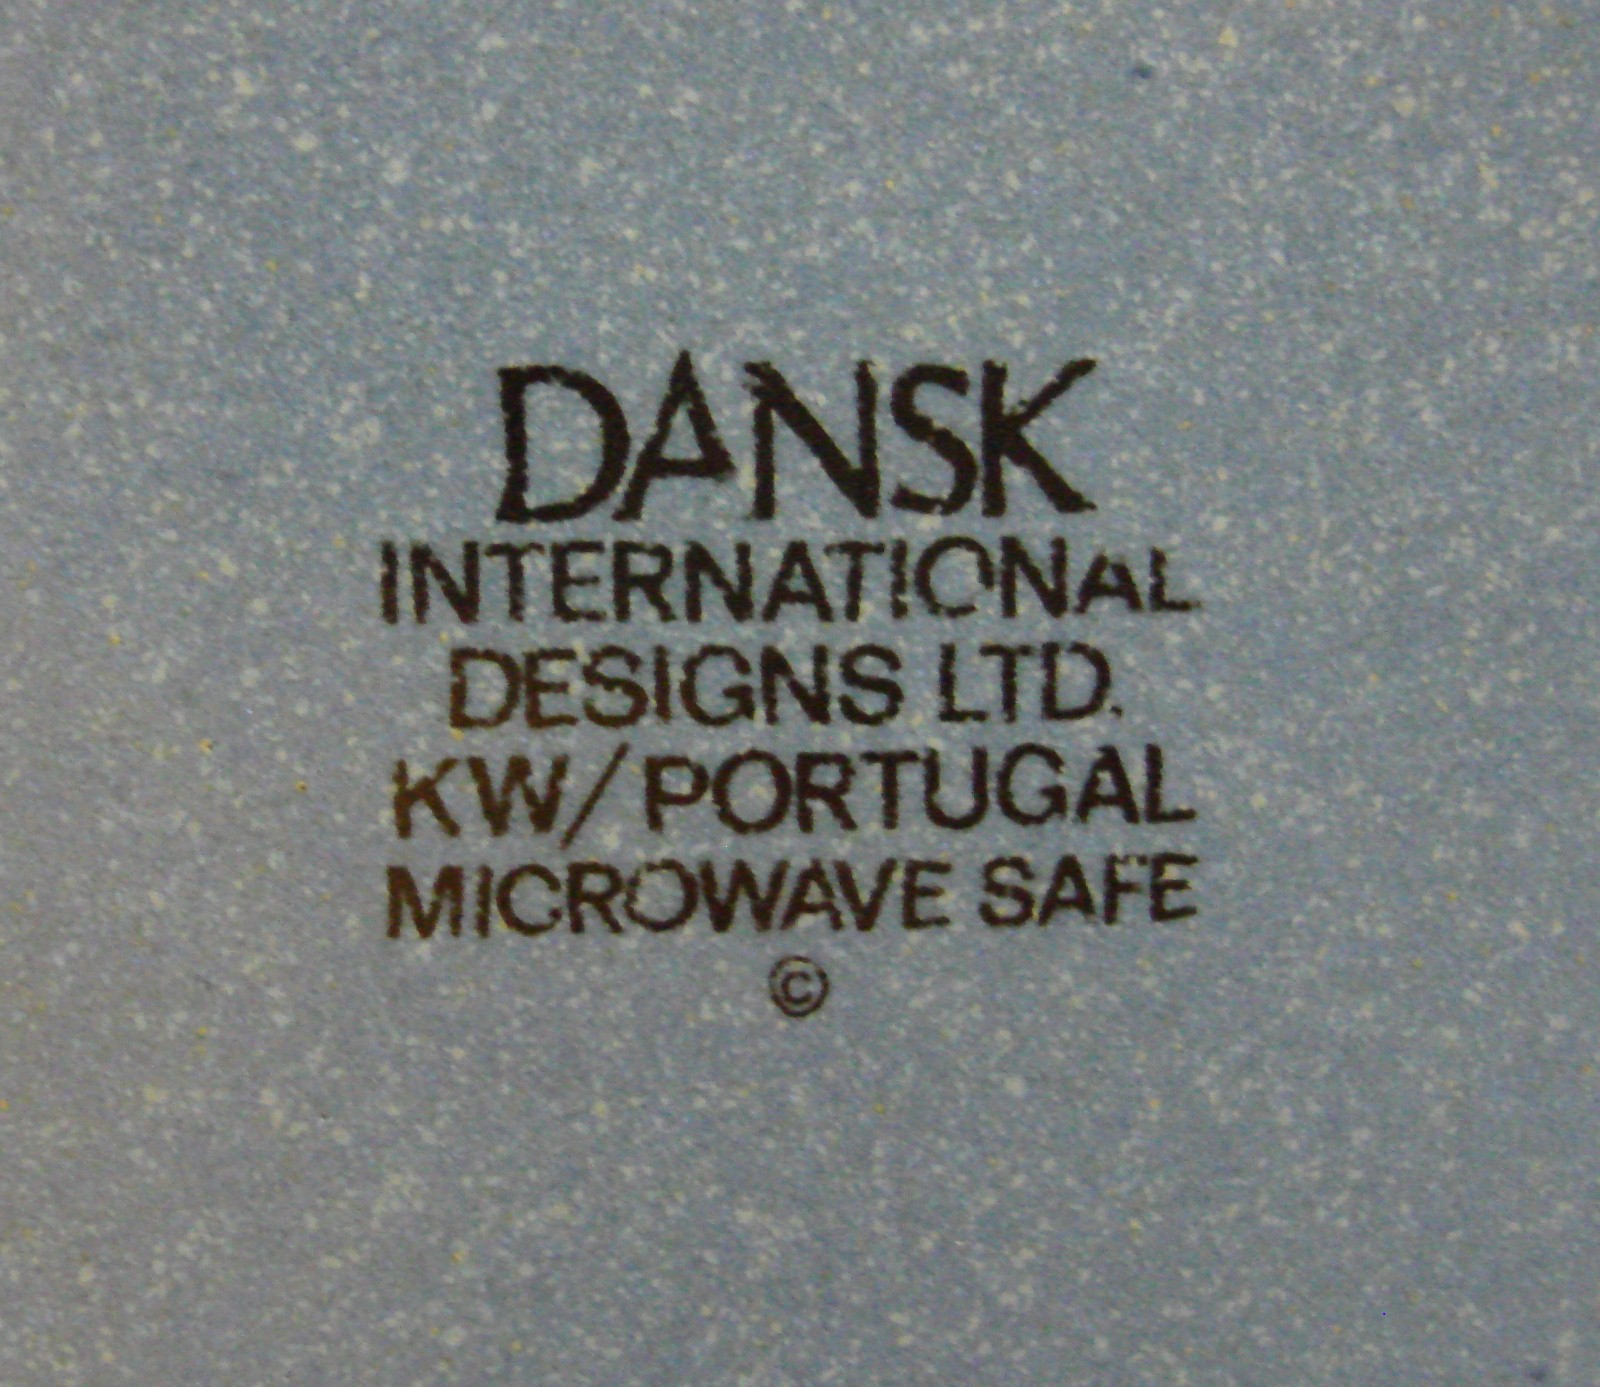 DANSK
INTERNATIONAL
DESIGNS LTD.
KW/PORTUGAL
MICROWAVE SAFE
©